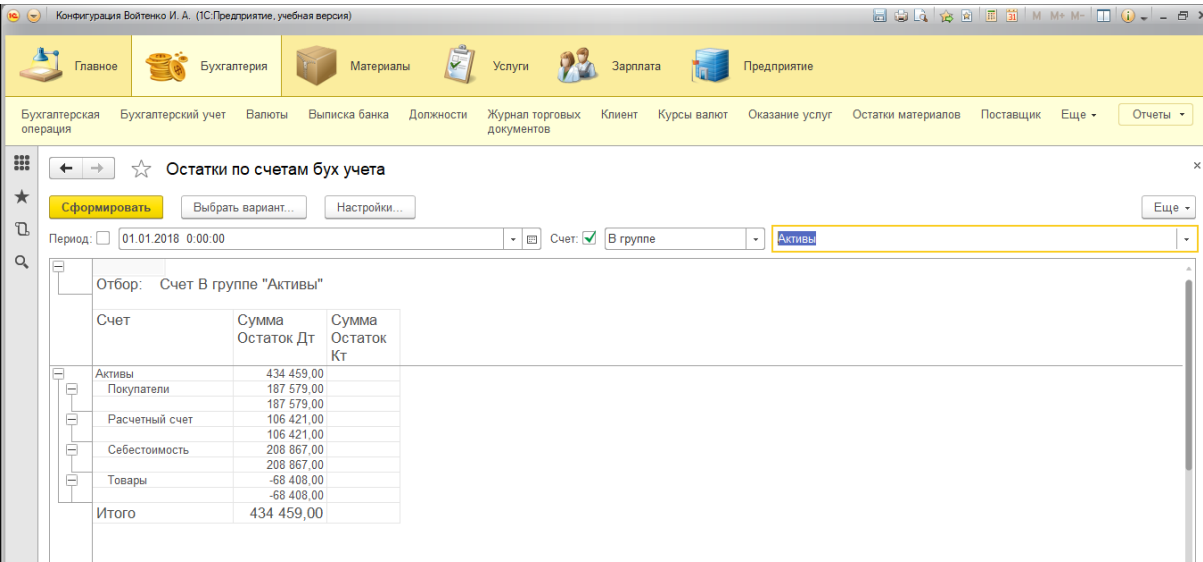 Конфигурация Войтенко И. А. (1С:Предприятие, учебная версия)
M M+ M-
Главное Бухгалтерия Материалы Услуги Зарплата Предприятие
Бухгалтерская операция Бухгалтерский учет Валюты Выписка банка Должности Журнал торговых документов Клиент Курсы валют Оказание услуг Остатки материалов Поставщик Еще Отчеты
Остатки по счетам бух учета
Сформировать Выбрать вариант... Настройки... Еще
Период: 01.01.2018 0:00:00 Счет: В группе Активы
Отбор: Счет В группе "Активы"
Счет Сумма Остаток Дт Сумма Остаток Кт
Активы 434 459,00
Покупатели 187 579,00
187 579,00
Расчетный счет 106 421,00
106 421,00
Себестоимость 208 867,00
208 867,00
Товары -68 408,00
-68 408,00
Итого 434 459,00